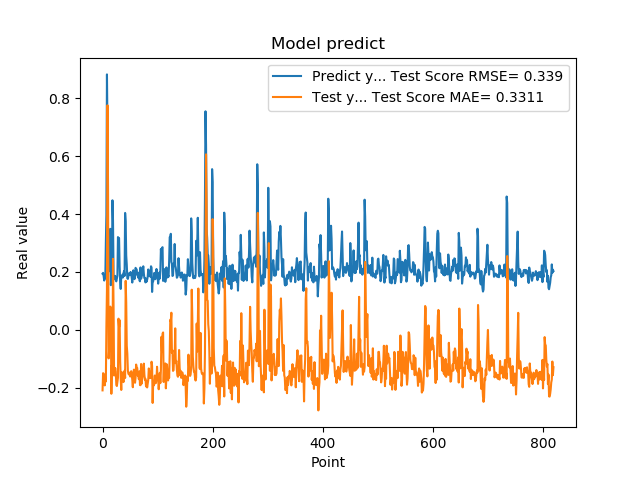 Model predict
Predict y... Test Score RMSE= 0.339
Test y... Test Score MAE= 0.3311
Real value
0.8
0.6
0.4
0.2
0.0
−0.2
0 200 400 600 800
Point